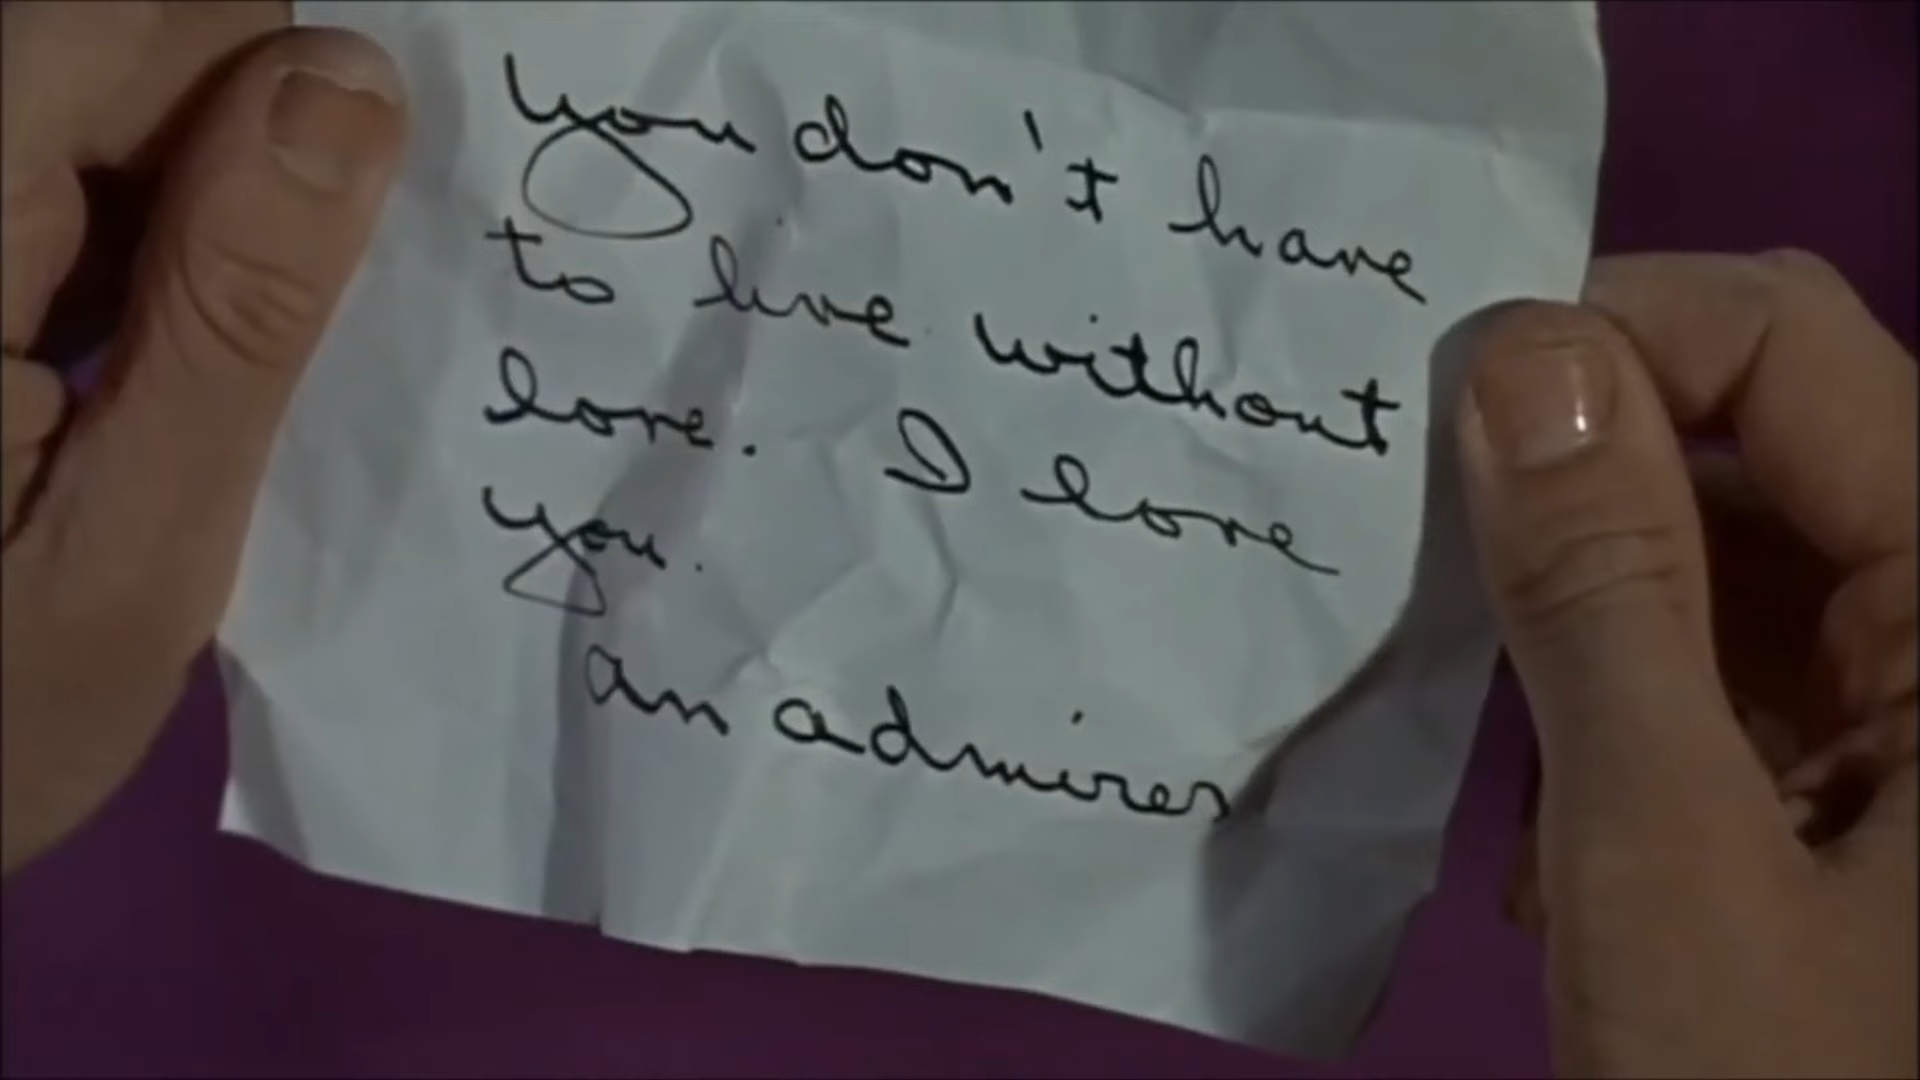 you don't have
to live without
love. I love
you.
an admirer